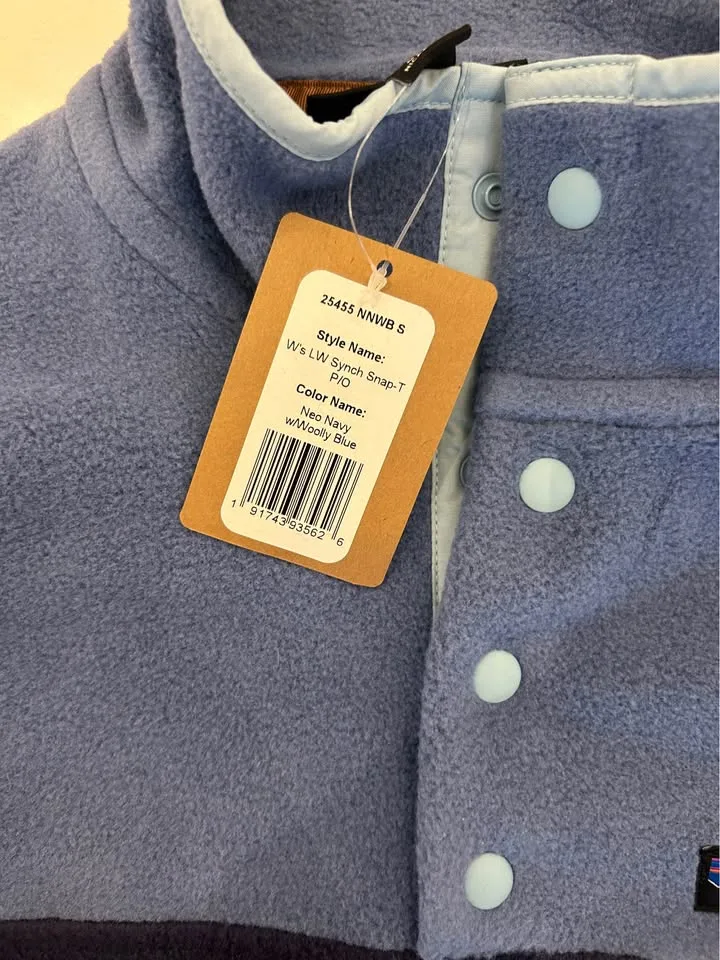 25455 NNWB S
Style Name:
W's LW Synch Snap-T
P/O
Color Name:
Neo Navy
w/Woolly Blue
1 91743 93562 6